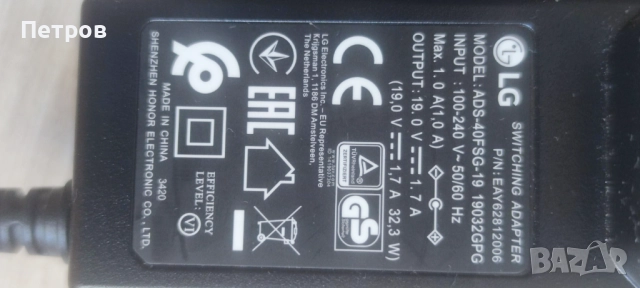 Петров
LG
SWITCHING ADAPTER
P/N: EAY62812006
MODEL: ADS-40FSG-19 19032GPG
INPUT : 100-240 V~ 50/60 Hz
Max. 1.0 A(1,0 A)
OUTPUT : 19.0 V 1.7 A
(19,0 V 1,7 A 32,3 W)
CE
LG Electronics Inc. – EU Representative
Krijgsman 1, 1186 DM Amstelveen,
The Netherlands
GS
EAC
EFFICIENCY
LEVEL: VI
MADE IN CHINA 3420
SHENZHEN HONOR ELECTRONIC CO., LTD.
BAZAR